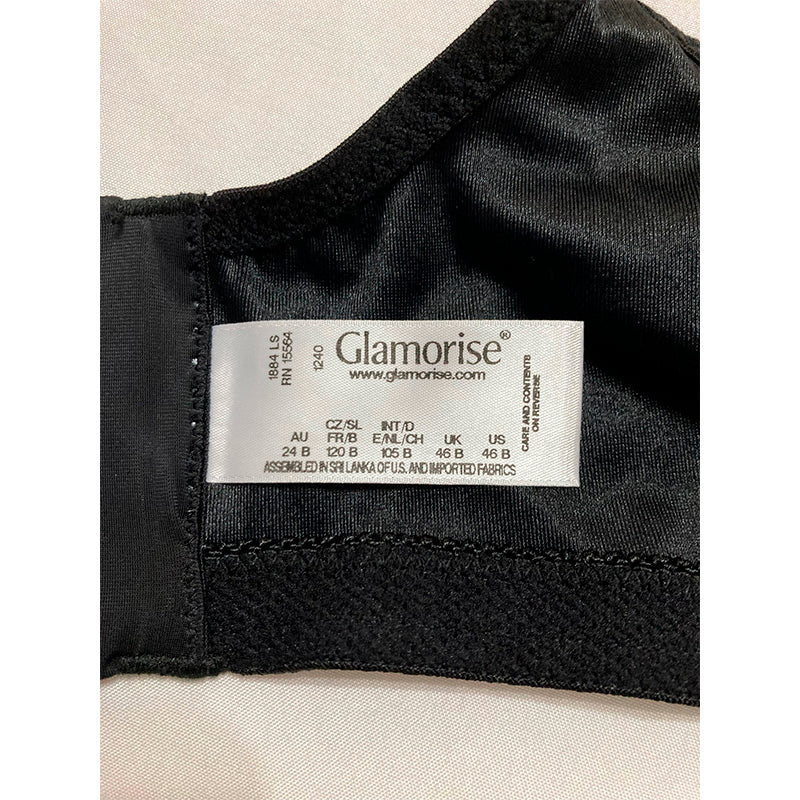 1884 LS
RN 15564
1240
Glamorise®
www.glamorise.com
CZ/SL INT/D
AU FR/B E/NL/CH UK US
24 B 120 B 105 B 46 B 46 B
ASSEMBLED IN SRI LANKA OF U.S. AND IMPORTED FABRICS
CARE AND CONTENTS
ON REVERSE